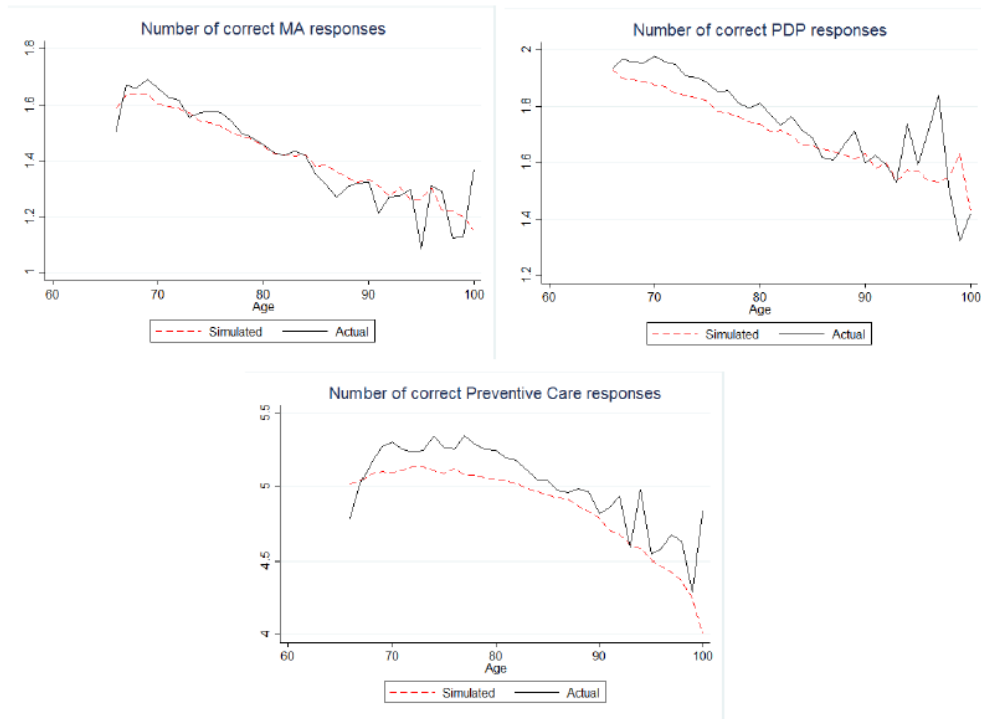 Number of correct MA responses
1.8
1.6
1.4
1.2
1
60 70 80 90 100
Age
Simulated Actual
Number of correct PDP responses
2
1.8
1.6
1.4
1.2
60 70 80 90 100
Age
Simulated Actual
Number of correct Preventive Care responses
5.5
5
4.5
4
60 70 80 90 100
Age
Simulated Actual